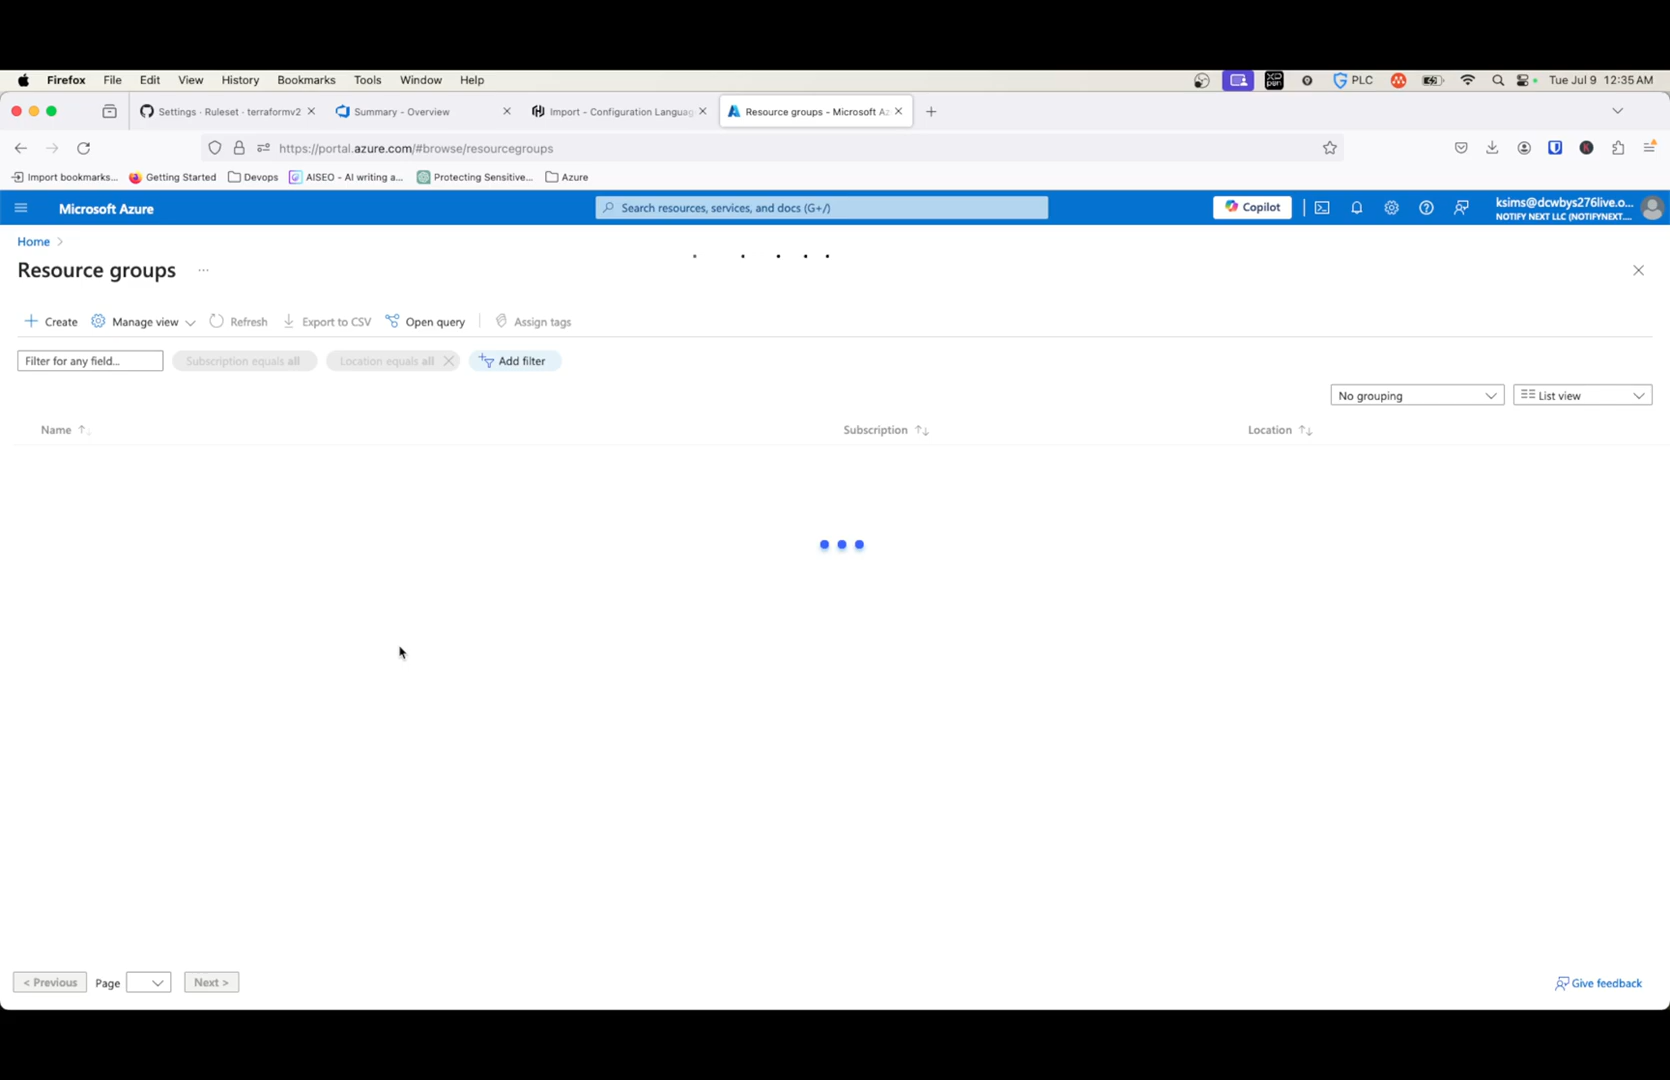 Firefox File Edit View History Bookmarks Tools Window Help PLC Tue Jul 9 12:35 AM
Settings · Ruleset · terraformv2 Summary - Overview Import - Configuration Languag Resource groups - Microsoft Az
https://portal.azure.com/#browse/resourcegroups
Import bookmarks... Getting Started Devops AISEO - AI writing a... Protecting Sensitive... Azure
Microsoft Azure Search resources, services, and docs (G+/) Copilot ksims@dcwbys276live.o...
NOTIFY NEXT LLC (NOTIFYNEXT....
Home >
Resource groups ...
Create Manage view Refresh Export to CSV Open query Assign tags
Filter for any field... Subscription equals all Location equals all Add filter
No grouping List view
Name Subscription Location
< Previous Page Next > Give feedback